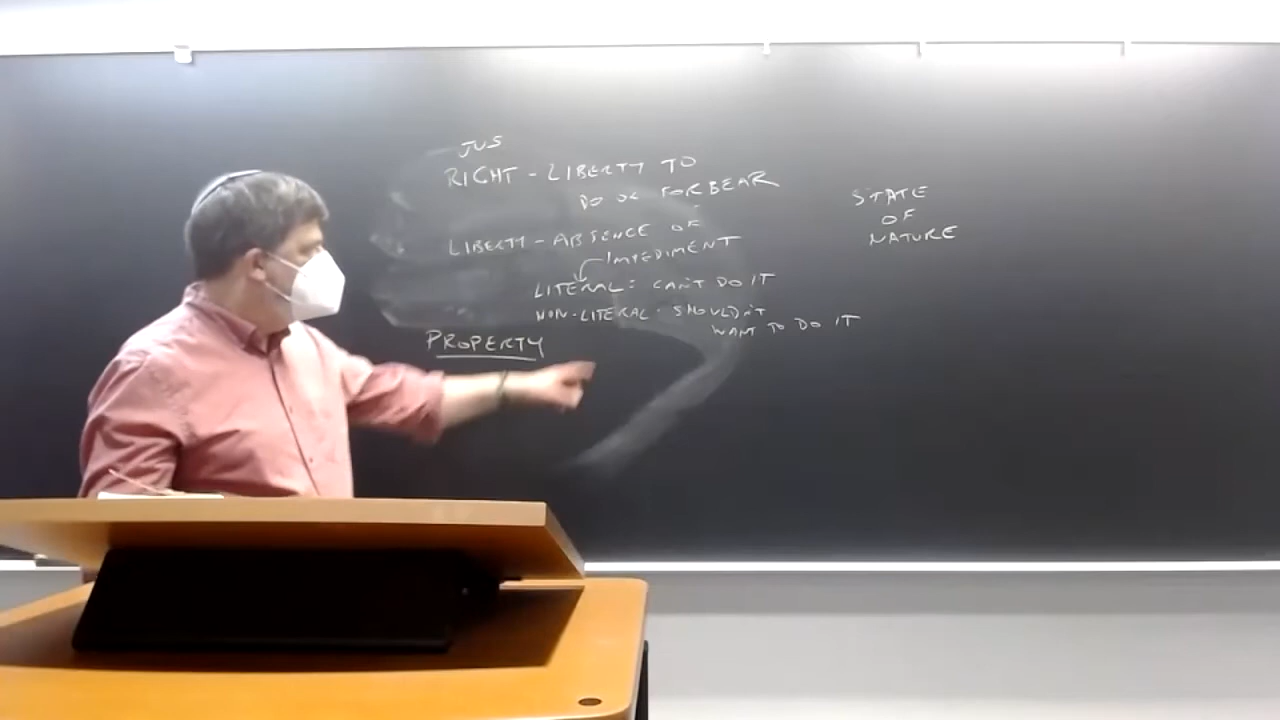 JUS
RIGHT - LIBERTY TO
DO OR FORBEAR
LIBERTY - ABSENCE OF
IMPEDIMENT
LITERAL: CAN'T DO IT
NON-LITERAL: SHOULDN'T
WANT TO DO IT
PROPERTY
STATE
OF
NATURE